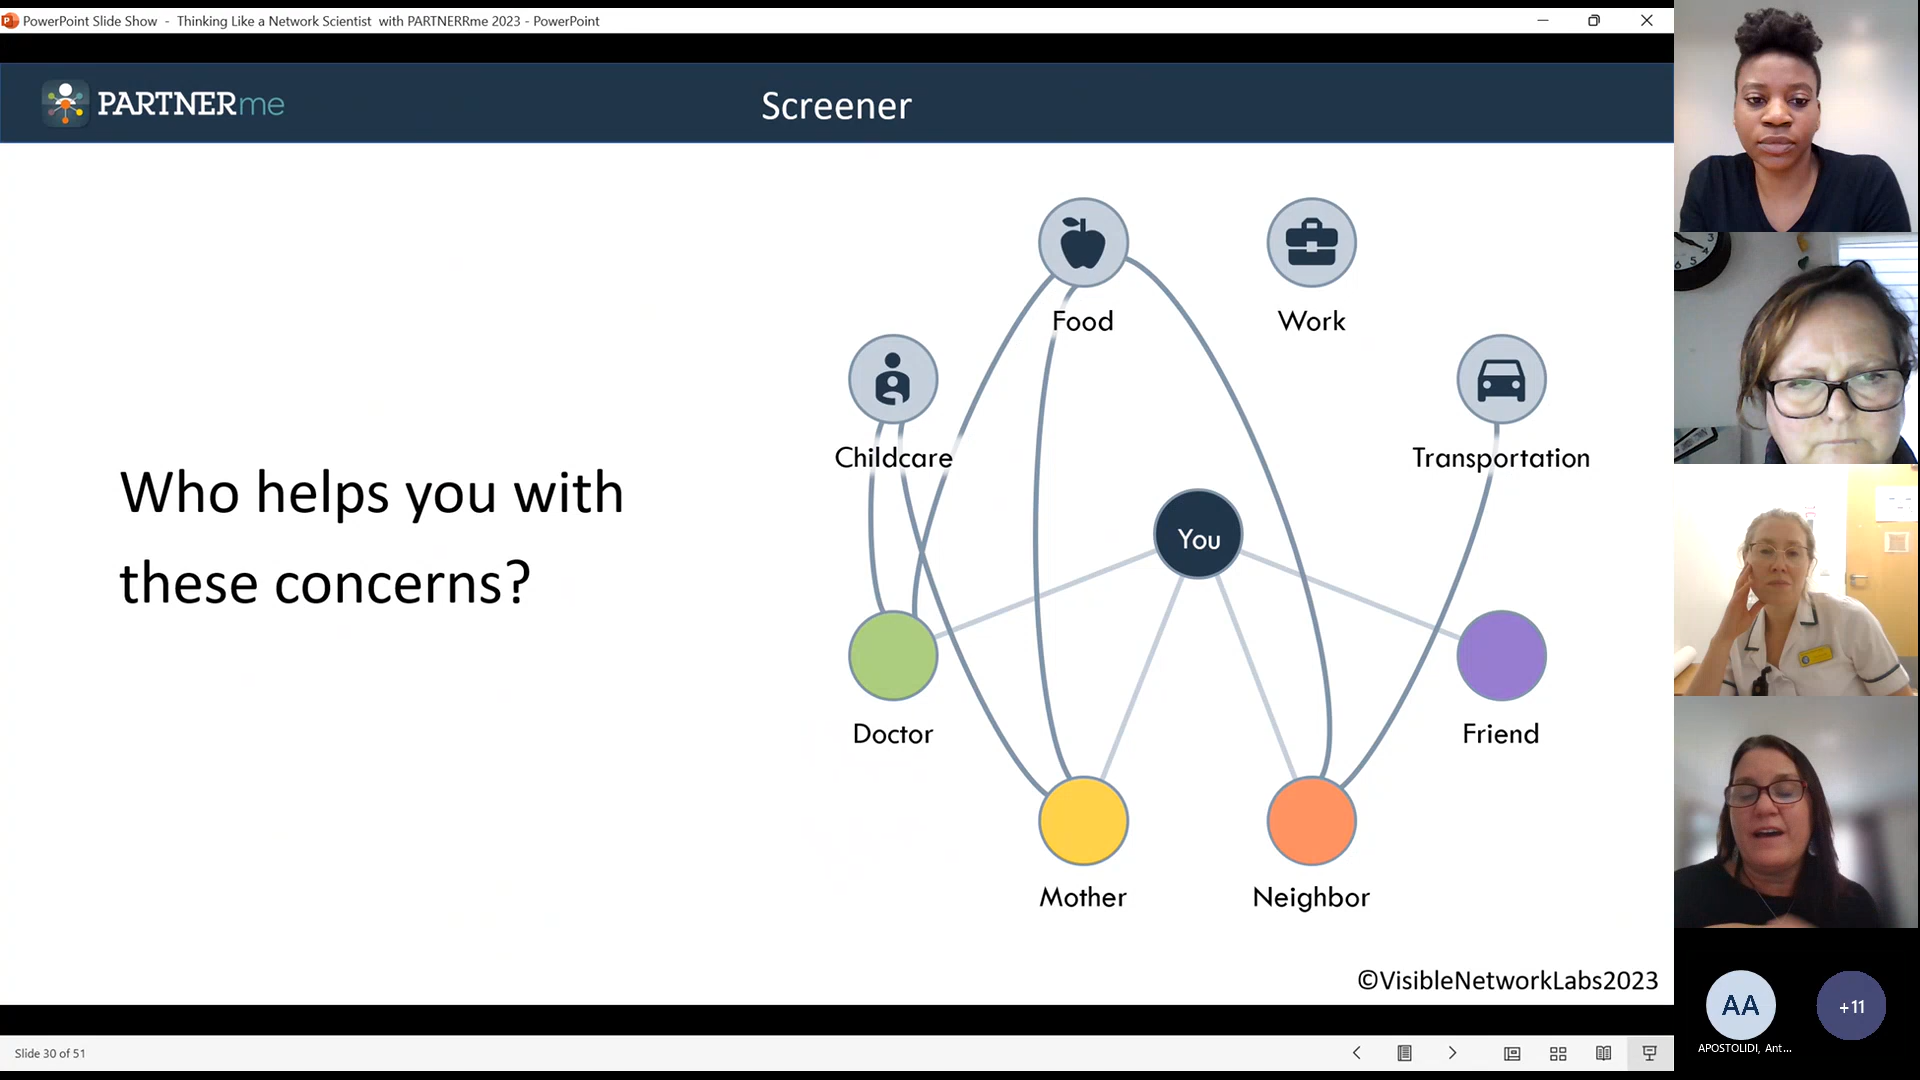 PowerPoint Slide Show - Thinking Like a Network Scientist with PARTNERRme 2023 - PowerPoint
PARTNERme
Screener
Food
Work
Childcare
Transportation
Who helps you with
these concerns?
You
Doctor
Friend
Mother
Neighbor
©VisibleNetworkLabs2023
AA
+11
APOSTOLIDI, Ant...
Slide 30 of 51